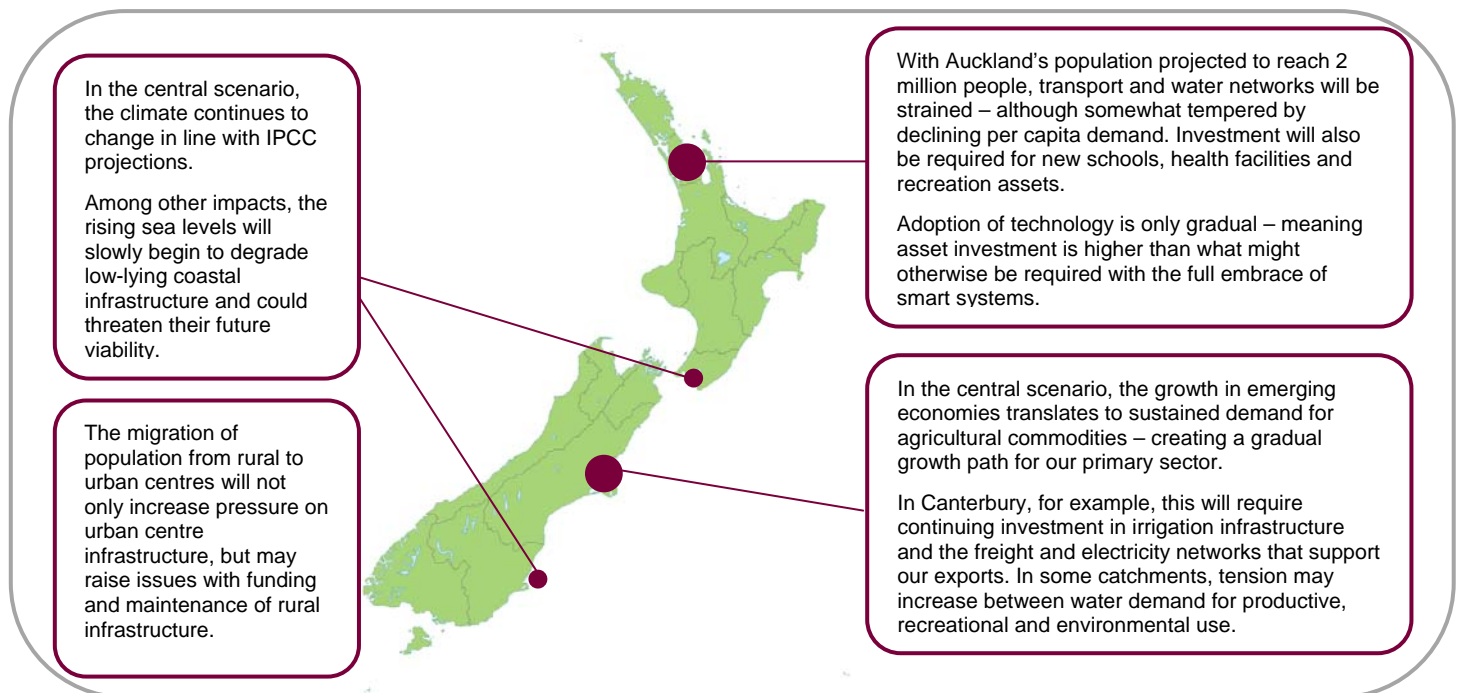 In the central scenario,
the climate continues to
change in line with IPCC
projections.
Among other impacts, the
rising sea levels will
slowly begin to degrade
low-lying coastal
infrastructure and could
threaten their future
viability.
The migration of
population from rural to
urban centres will not
only increase pressure on
urban centre
infrastructure, but may
raise issues with funding
and maintenance of rural
infrastructure.
With Auckland’s population projected to reach 2
million people, transport and water networks will be
strained – although somewhat tempered by
declining per capita demand. Investment will also
be required for new schools, health facilities and
recreation assets.
Adoption of technology is only gradual – meaning
asset investment is higher than what might
otherwise be required with the full embrace of
smart systems.
In the central scenario, the growth in emerging
economies translates to sustained demand for
agricultural commodities – creating a gradual
growth path for our primary sector.
In Canterbury, for example, this will require
continuing investment in irrigation infrastructure
and the freight and electricity networks that support
our exports. In some catchments, tension may
increase between water demand for productive,
recreational and environmental use.